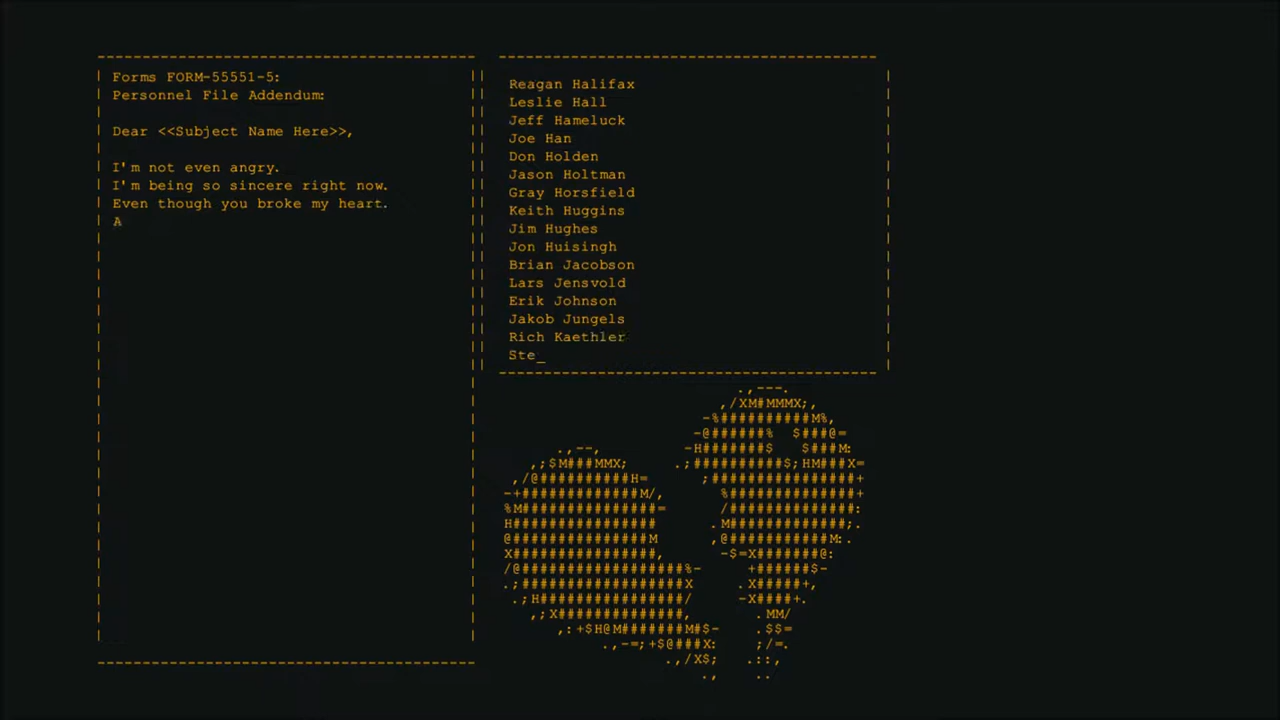 Forms FORM-55551-5:
Personnel File Addendum:
Dear <<Subject Name Here>>,
I'm not even angry.
I'm being so sincere right now.
Even though you broke my heart.
A
Reagan Halifax
Leslie Hall
Jeff Hameluck
Joe Han
Don Holden
Jason Holtman
Gray Horsfield
Keith Huggins
Jim Hughes
Jon Huisingh
Brian Jacobson
Lars Jensvold
Erik Johnson
Jakob Jungels
Rich Kaethler
Ste_